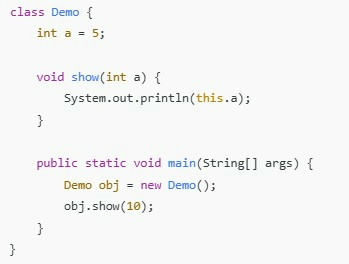 class Demo {
    int a = 5;

    void show(int a) {
        System.out.println(this.a);
    }

    public static void main(String[] args) {
        Demo obj = new Demo();
        obj.show(10);
    }
}